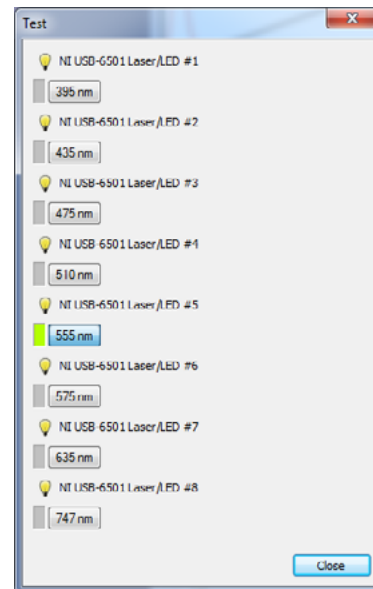 Test
NI USB-6501 Laser/LED #1
395 nm
NI USB-6501 Laser/LED #2
435 nm
NI USB-6501 Laser/LED #3
475 nm
NI USB-6501 Laser/LED #4
510 nm
NI USB-6501 Laser/LED #5
555 nm
NI USB-6501 Laser/LED #6
575 nm
NI USB-6501 Laser/LED #7
635 nm
NI USB-6501 Laser/LED #8
747 nm
Close